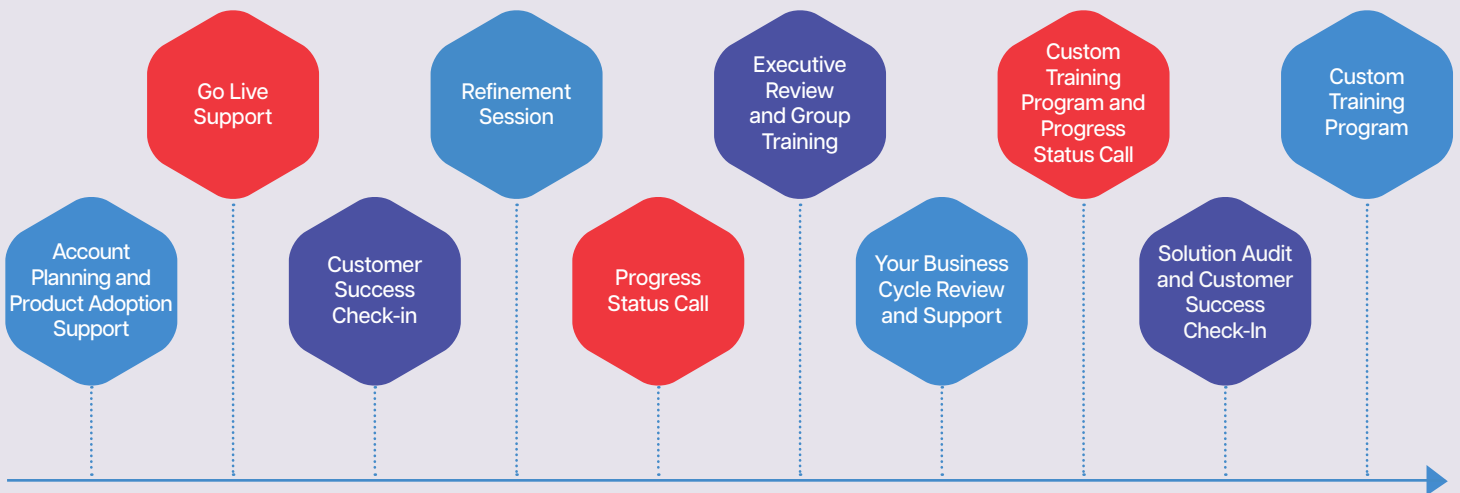 Account
Planning and
Product Adoption
Support
Go Live
Support
Customer
Success
Check-in
Refinement
Session
Progress
Status Call
Executive
Review
and Group
Training
Your Business
Cycle Review
and Support
Custom
Training
Program and
Progress
Status Call
Solution Audit
and Customer
Success
Check-In
Custom
Training
Program